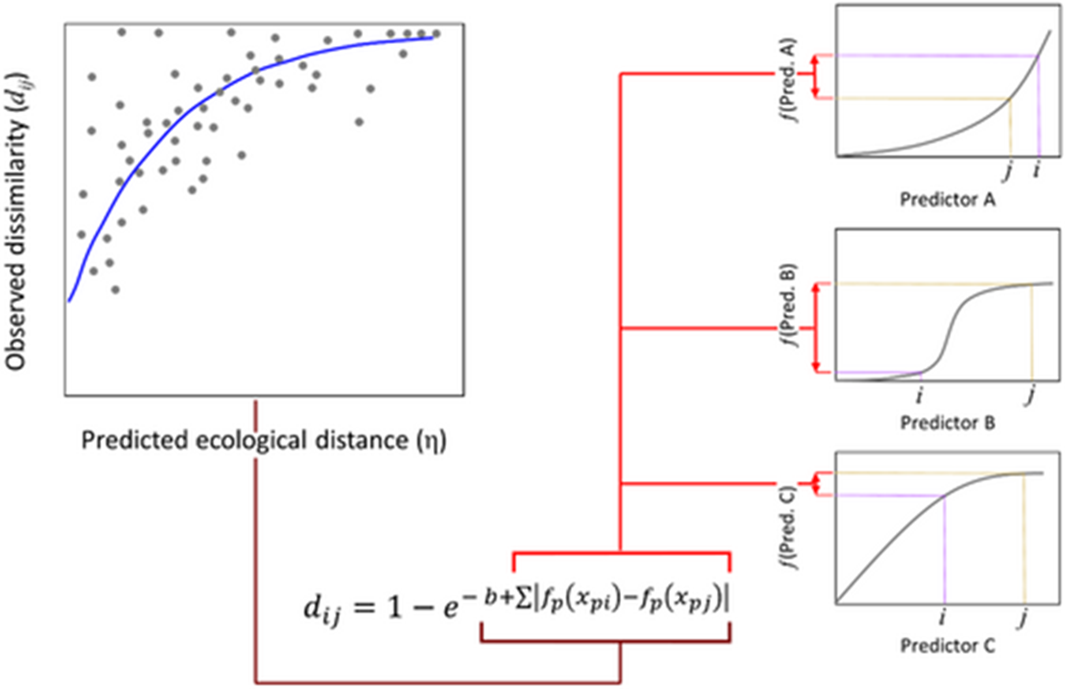 Observed dissimilarity (dᵢⱼ)
Predicted ecological distance (η)
dᵢⱼ = 1 − e^(− b+∑|fₚ(xₚᵢ)−fₚ(xₚⱼ)|)
f(Pred. A)
j i
Predictor A
f(Pred. B)
i j
Predictor B
f(Pred. C)
i j
Predictor C